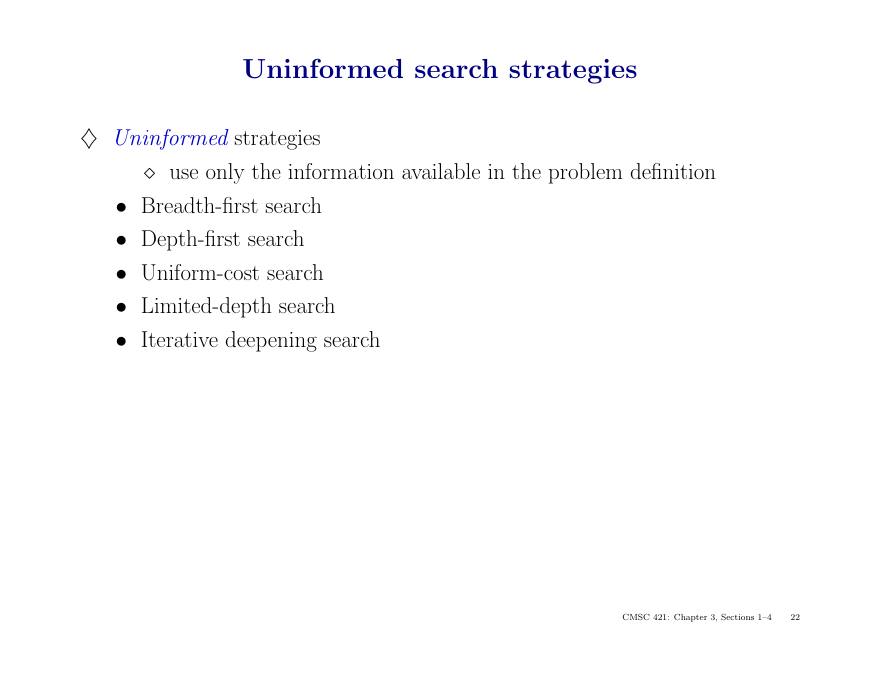 Uninformed search strategies
♢ Uninformed strategies
⋄ use only the information available in the problem definition
• Breadth-first search
• Depth-first search
• Uniform-cost search
• Limited-depth search
• Iterative deepening search
CMSC 421: Chapter 3, Sections 1–4 22